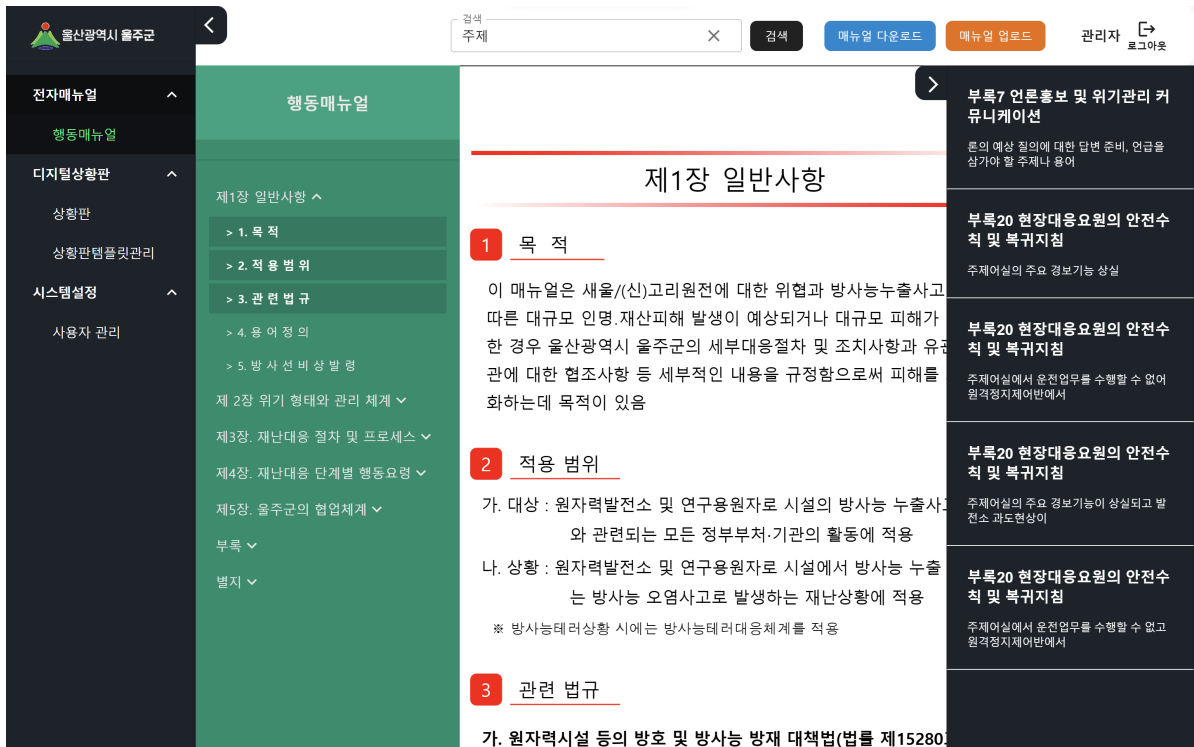 울산광역시 울주군
검색
주제
검색
매뉴얼 다운로드
매뉴얼 업로드
관리자
로그아웃
전자매뉴얼
행동매뉴얼
디지털상황판
상황판
상황판템플릿관리
시스템설정
사용자 관리
행동매뉴얼
제1장 일반사항
> 1. 목 적
> 2. 적 용 범 위
> 3. 관 련 법 규
> 4. 용 어 정 의
> 5. 방 사 선 비 상 발 령
제 2장 위기 형태와 관리 체계
제3장. 재난대응 절차 및 프로세스
제4장. 재난대응 단계별 행동요령
제5장. 울주군의 협업체계
부록
별지
제1장 일반사항
1 목 적
이 매뉴얼은 새울/(신)고리원전에 대한 위협과 방사능누출사고
따른 대규모 인명.재산피해 발생이 예상되거나 대규모 피해가
한 경우 울산광역시 울주군의 세부대응절차 및 조치사항과 유관
관에 대한 협조사항 등 세부적인 내용을 규정함으로써 피해를
화하는데 목적이 있음
2 적용 범위
가. 대상 : 원자력발전소 및 연구용원자로 시설의 방사능 누출사고
와 관련되는 모든 정부부처·기관의 활동에 적용
나. 상황 : 원자력발전소 및 연구용원자로 시설에서 방사능 누출
는 방사능 오염사고로 발생하는 재난상황에 적용
※ 방사능테러상황 시에는 방사능테러대응체계를 적용
3 관련 법규
가. 원자력시설 등의 방호 및 방사능 방재 대책법(법률 제15280
부록7 언론홍보 및 위기관리 커
뮤니케이션
론의 예상 질의에 대한 답변 준비, 언급을
삼가야 할 주제나 용어
부록20 현장대응요원의 안전수
칙 및 복귀지침
주제어실의 주요 경보기능 상실
부록20 현장대응요원의 안전수
칙 및 복귀지침
주제어실에서 운전업무를 수행할 수 없어
원격정지제어반에서
부록20 현장대응요원의 안전수
칙 및 복귀지침
주제어실의 주요 경보기능이 상실되고 발
전소 과도현상이
부록20 현장대응요원의 안전수
칙 및 복귀지침
주제어실에서 운전업무를 수행할 수 없고
원격정지제어반에서